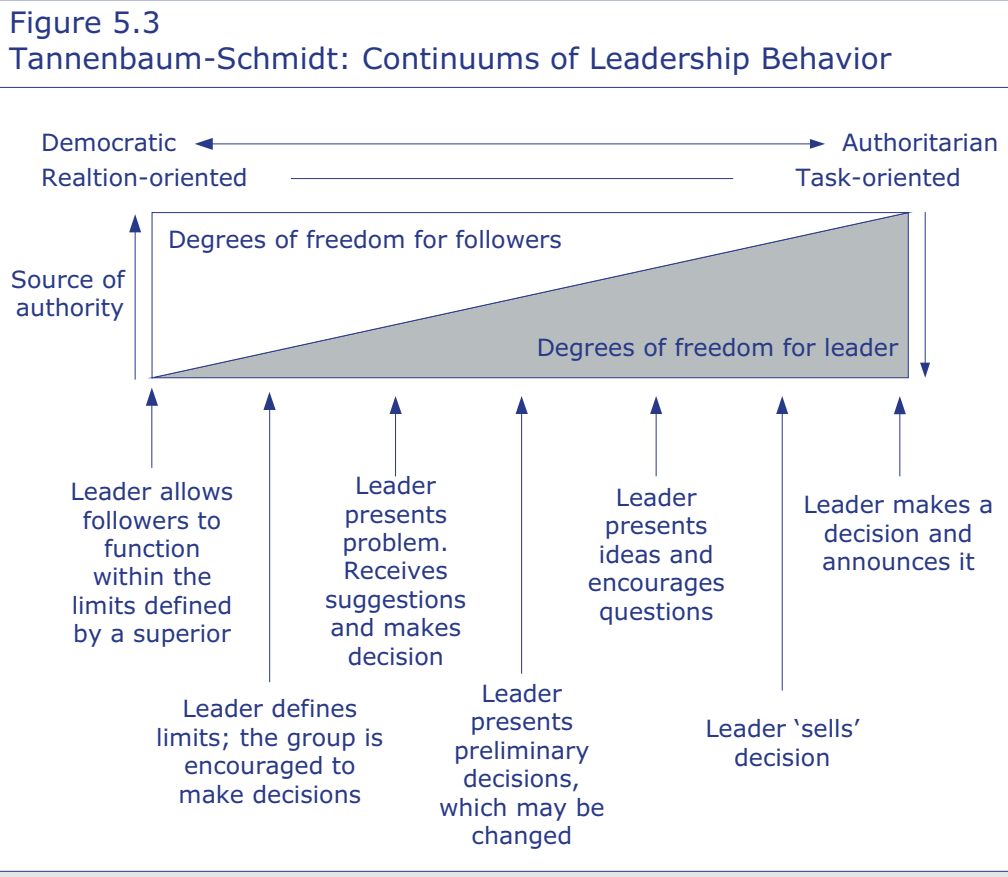 Figure 5.3
Tannenbaum-Schmidt: Continuums of Leadership Behavior
Democratic
Authoritarian
Realtion-oriented
Task-oriented
Degrees of freedom for followers
Source of
authority
Degrees of freedom for leader
Leader allows
followers to
function
within the
limits defined
by a superior
Leader defines
limits; the group is
encouraged to
make decisions
Leader
presents
problem.
Receives
suggestions
and makes
decision
Leader
presents
preliminary
decisions,
which may be
changed
Leader
presents
ideas and
encourages
questions
Leader ‘sells’
decision
Leader makes a
decision and
announces it